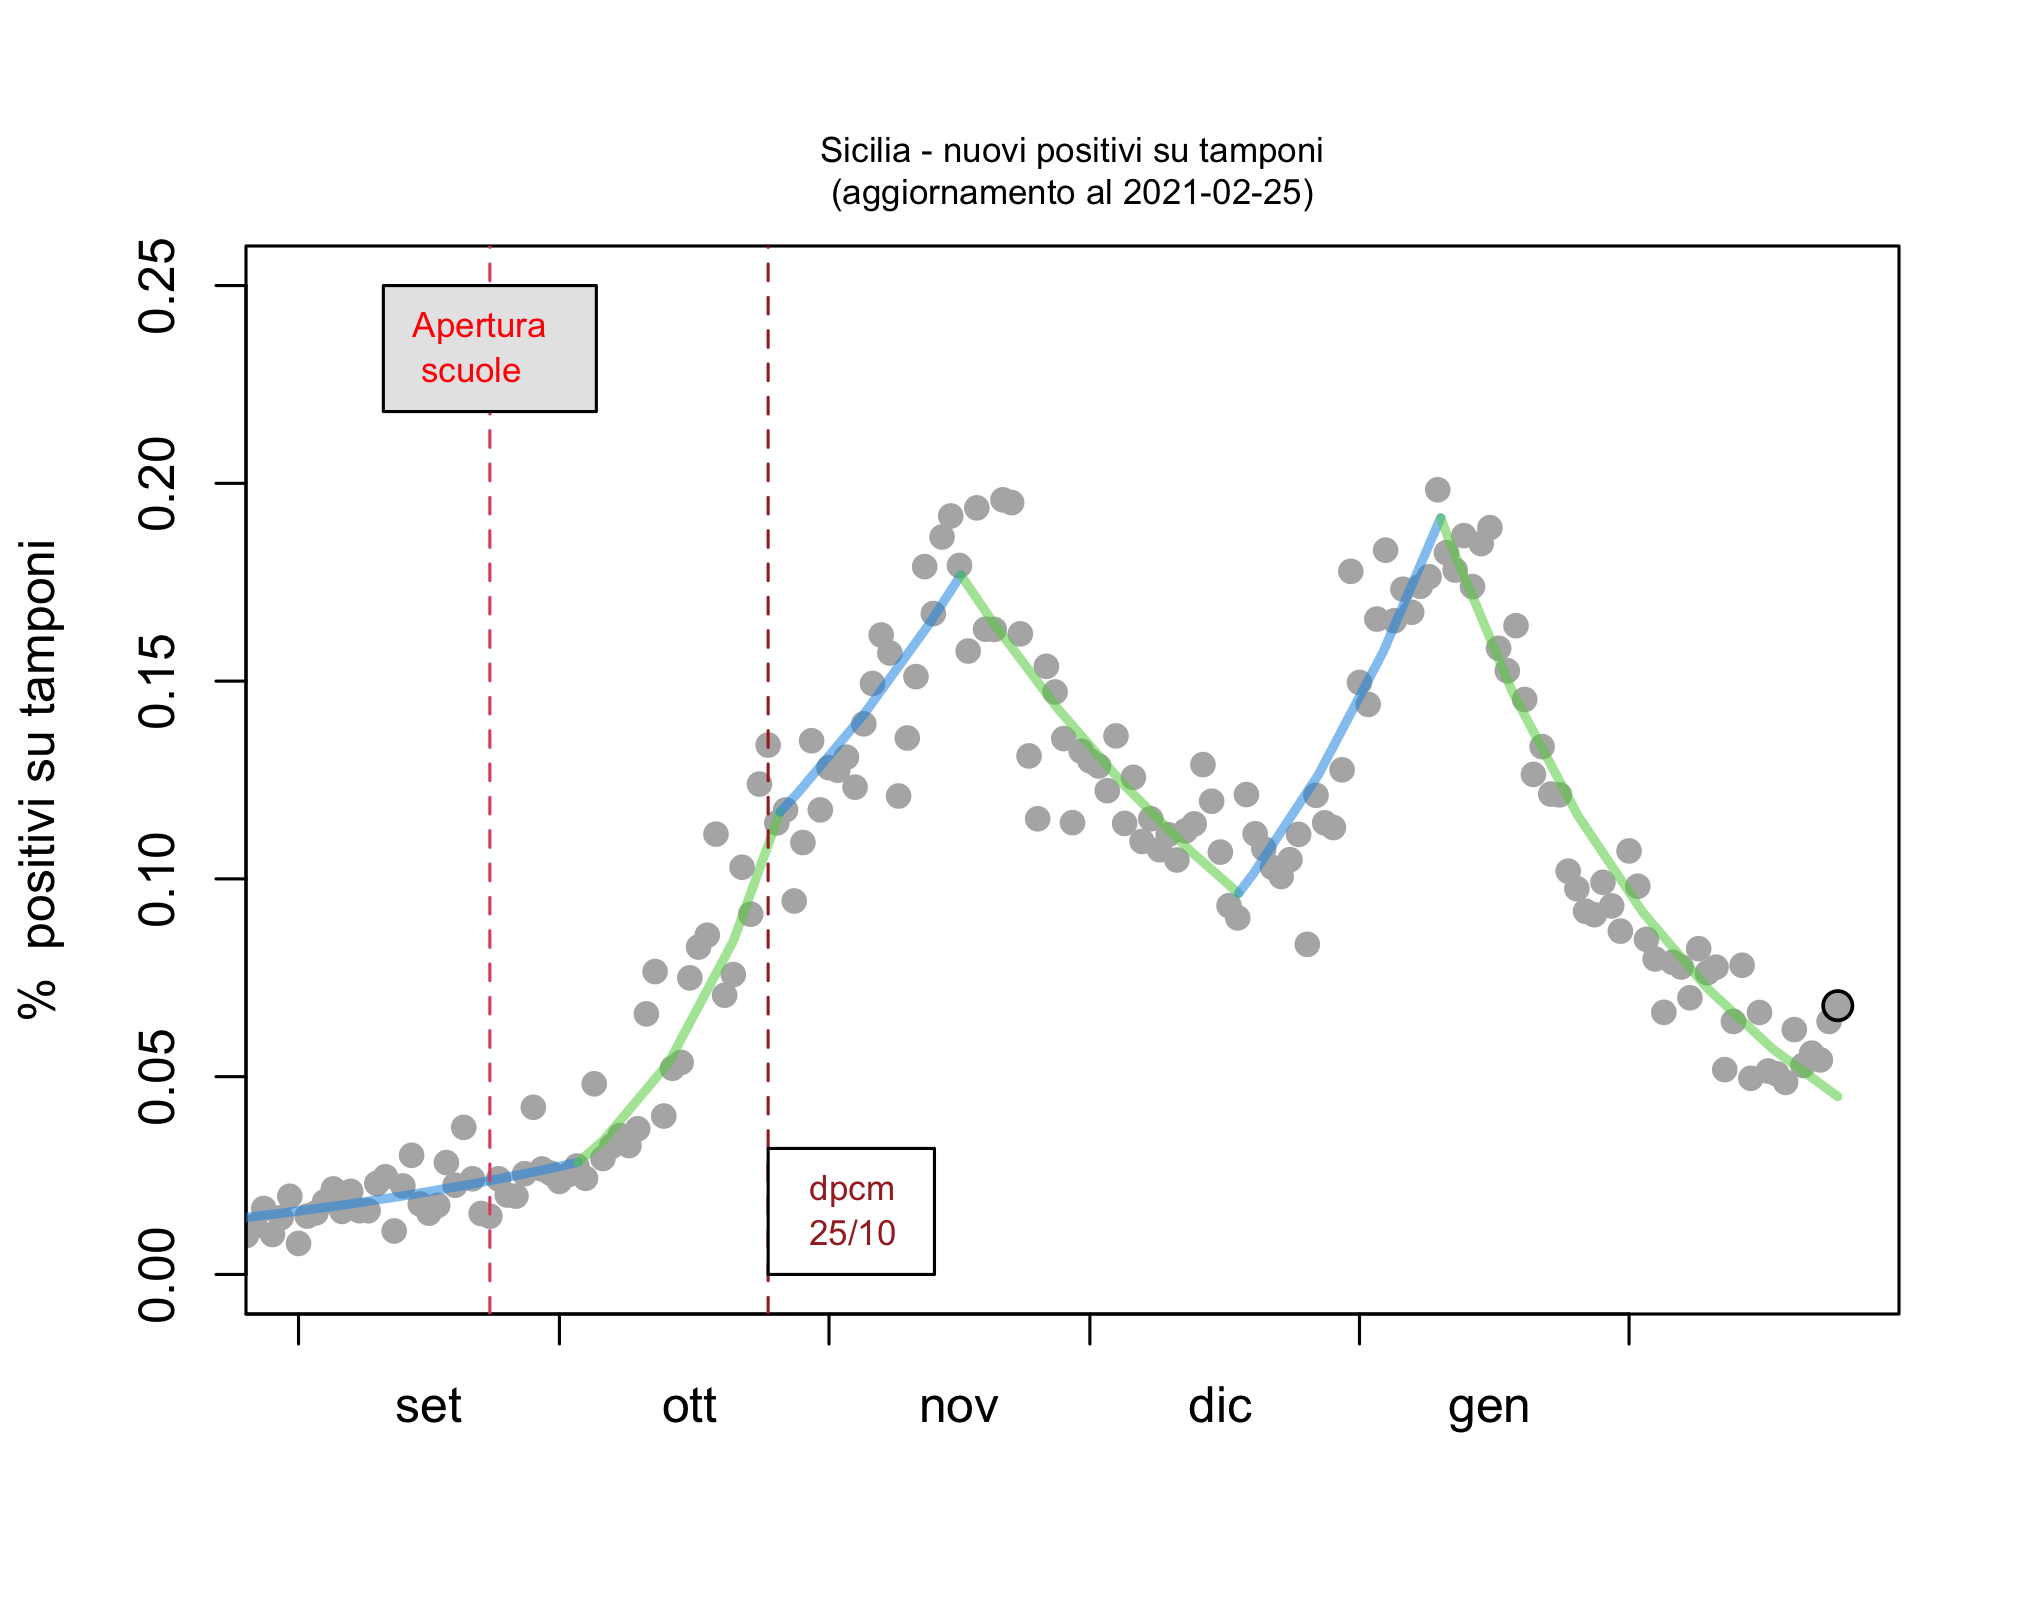 Sicilia - nuovi positivi su tamponi
(aggiornamento al 2021-02-25)
% positivi su tamponi
0.25
0.20
0.15
0.10
0.05
0.00
Apertura
scuole
dpcm
25/10
set
ott
nov
dic
gen